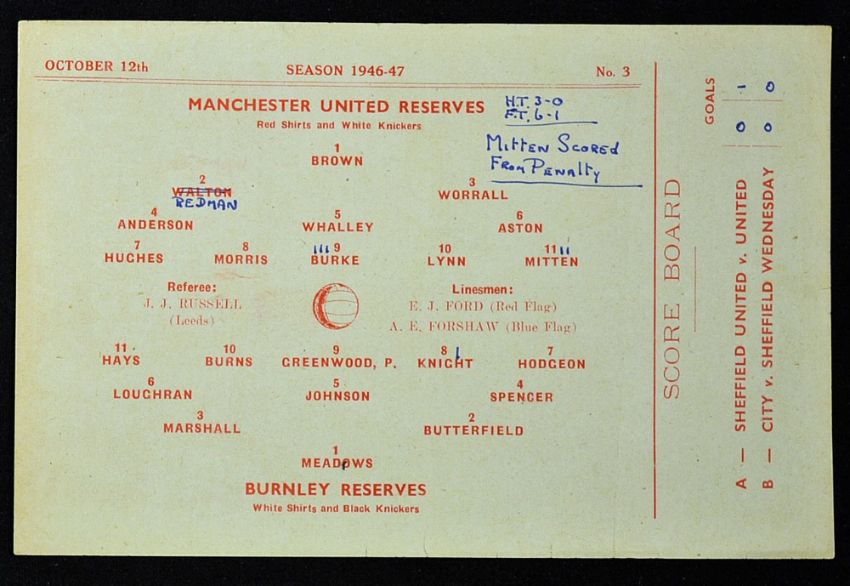 OCTOBER 12th SEASON 1946-47 No. 3
MANCHESTER UNITED RESERVES
Red Shirts and White Knickers
H.T. 3-0
F.T. 6-1
Mitten Scored
From Penalty
1
BROWN
2 3
WALTON WORRALL
REDMAN
4 5 6
ANDERSON WHALLEY ASTON
7 8 III 9 10 11 II
HUGHES MORRIS BURKE LYNN MITTEN
Referee: Linesmen:
J. J. RUSSELL E. J. FORD (Red Flag)
(Leeds) A. E. FORSHAW (Blue Flag)
11 10 9 8 I 7
HAYS BURNS GREENWOOD, P. KNIGHT HODGEON
6 5 4
LOUGHRAN JOHNSON SPENCER
3 2
MARSHALL BUTTERFIELD
1
MEADOWS
BURNLEY RESERVES
White Shirts and Black Knickers
SCORE BOARD
GOALS
A — SHEFFIELD UNITED v. UNITED 0 1
B — CITY v. SHEFFIELD WEDNESDAY 0 0